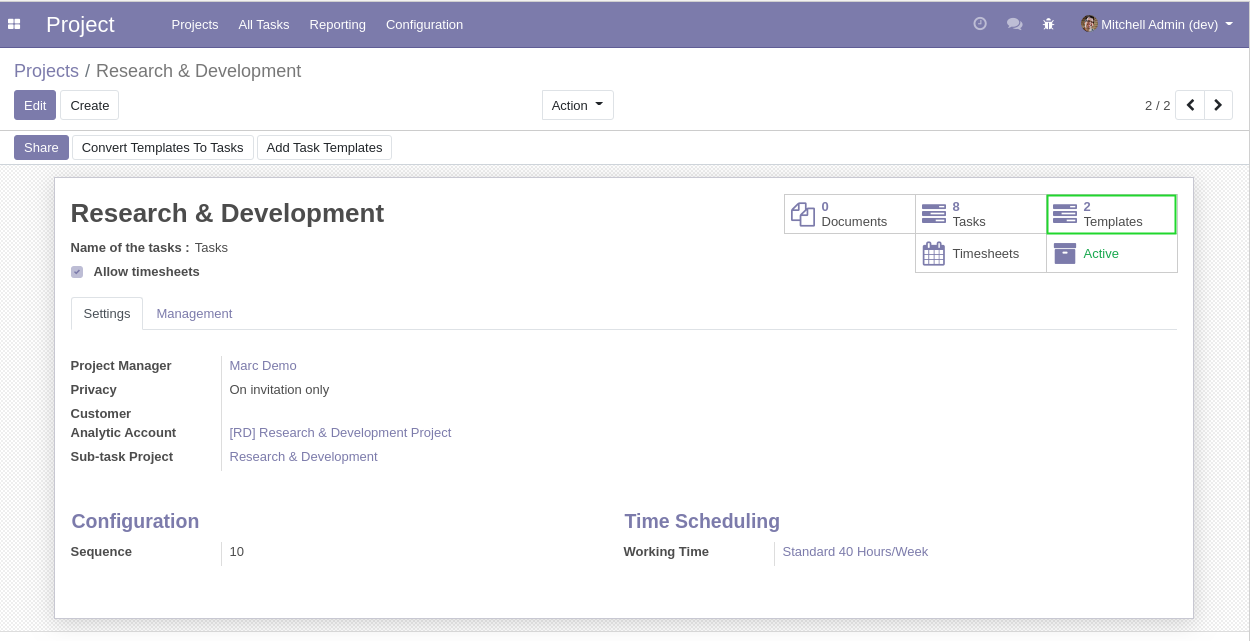 Project Projects All Tasks Reporting Configuration Mitchell Admin (dev)
Projects / Research & Development
Edit Create Action 2 / 2
Share Convert Templates To Tasks Add Task Templates
Research & Development
0 Documents
8 Tasks
2 Templates
Timesheets
Active
Name of the tasks : Tasks
Allow timesheets
Settings Management
Project Manager Marc Demo
Privacy On invitation only
Customer
Analytic Account [RD] Research & Development Project
Sub-task Project Research & Development
Configuration
Sequence 10
Time Scheduling
Working Time Standard 40 Hours/Week